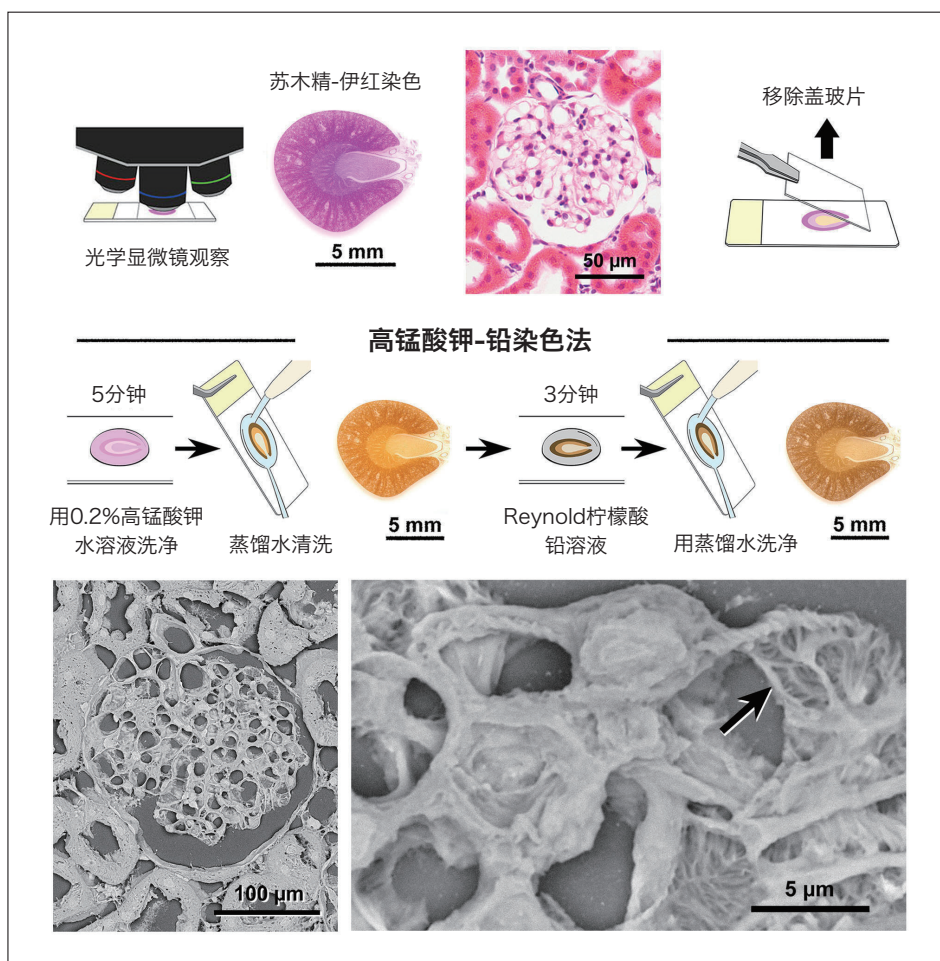 苏木精-伊红染色
移除盖玻片
光学显微镜观察
5 mm
50 µm
高锰酸钾-铅染色法
5分钟
3分钟
用0.2%高锰酸钾
水溶液洗净
蒸馏水清洗
5 mm
Reynold柠檬酸
铅溶液
用蒸馏水洗净
5 mm
100 µm
5 µm